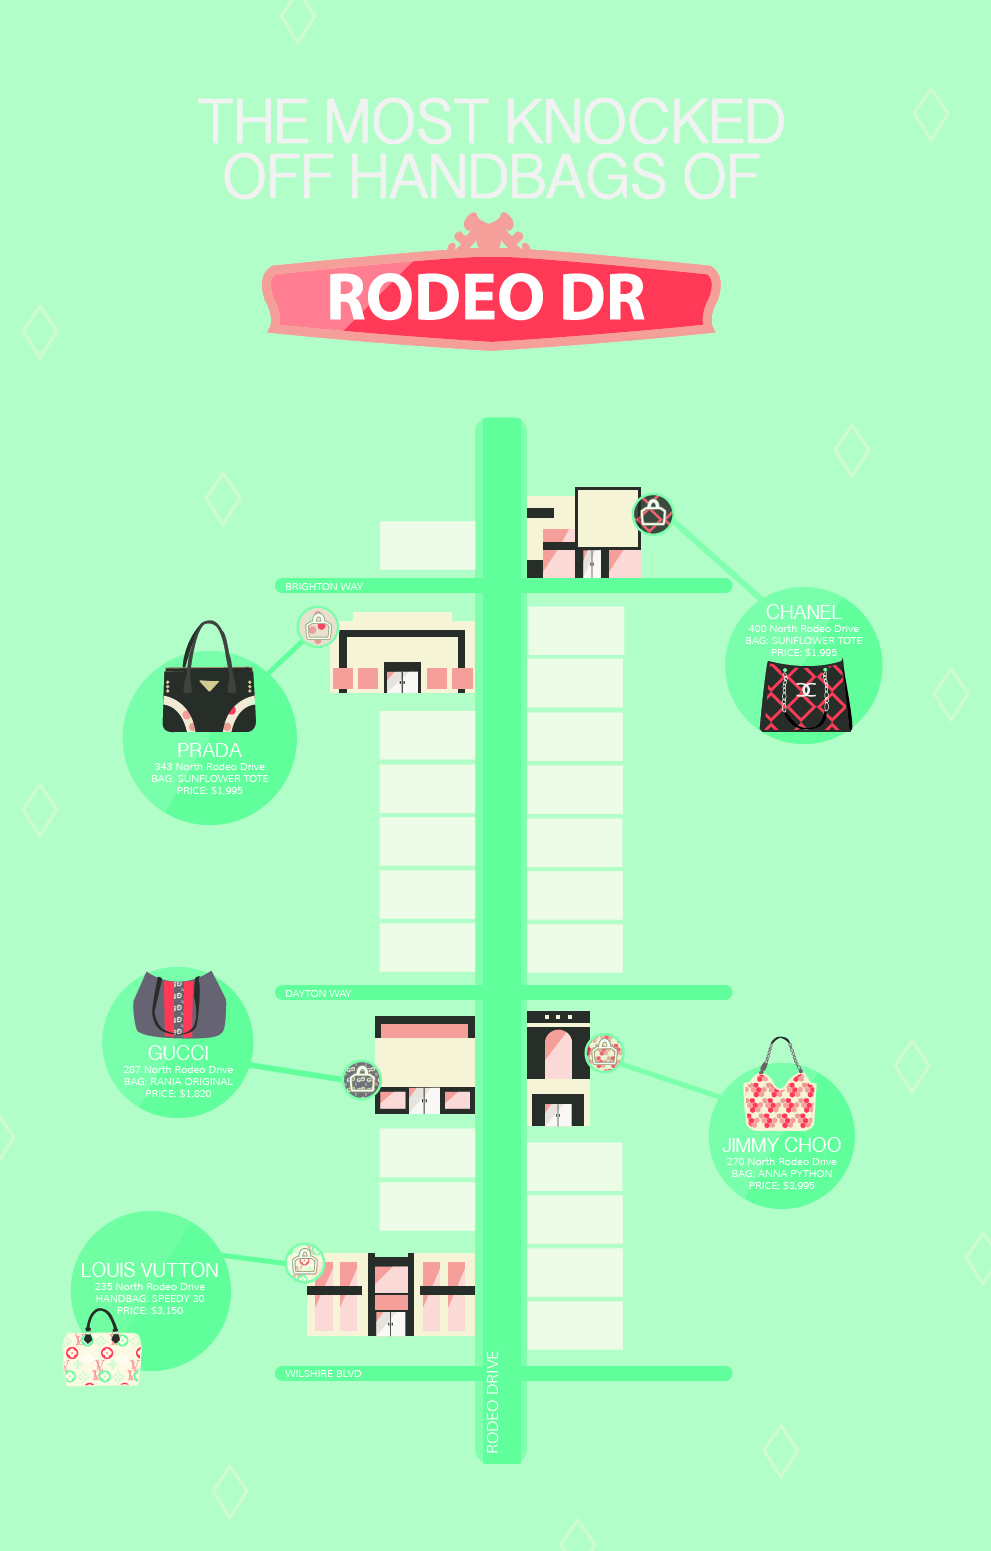 THE MOST KNOCKED
OFF HANDBAGS OF
RODEO DR
BRIGHTON WAY
CHANEL
400 North Rodeo Drive
BAG: SUNFLOWER TOTE
PRICE: $1,995
PRADA
343 North Rodeo Drive
BAG: SUNFLOWER TOTE
PRICE: $1,995
DAYTON WAY
GUCCI
287 North Rodeo Drive
BAG: RANIA ORIGINAL
PRICE: $1,820
JIMMY CHOO
270 North Rodeo Drive
BAG: ANNA PYTHON
PRICE: $3,995
LOUIS VUTTON
235 North Rodeo Drive
HANDBAG: SPEEDY 30
PRICE: $3,150
WILSHIRE BLVD
RODEO DRIVE